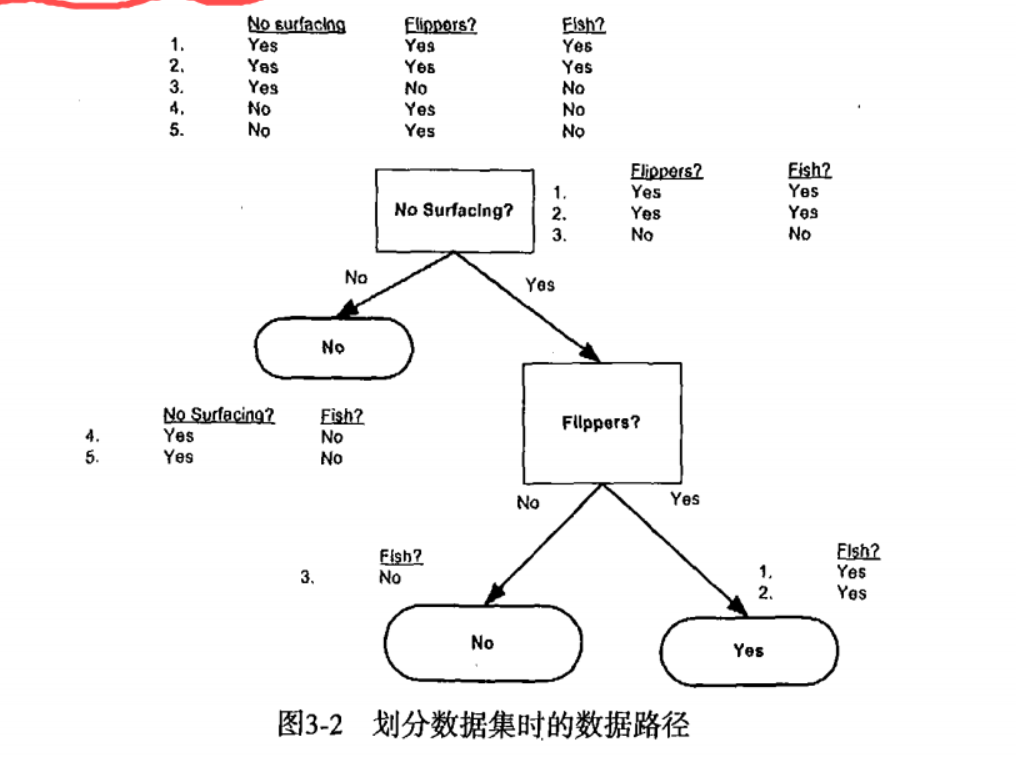 No surfacing Flippers? Fish?
1. Yes Yes Yes
2. Yes Yes Yes
3. Yes No No
4. No Yes No
5. No Yes No
No Surfacing?
Flippers? Fish?
1. Yes Yes
2. Yes Yes
3. No No
No
Yes
No
Flippers?
No Surfacing? Fish?
4. Yes No
5. Yes No
No
Yes
Fish?
3. No
Fish?
1. Yes
2. Yes
No
Yes
图3-2 划分数据集时的数据路径